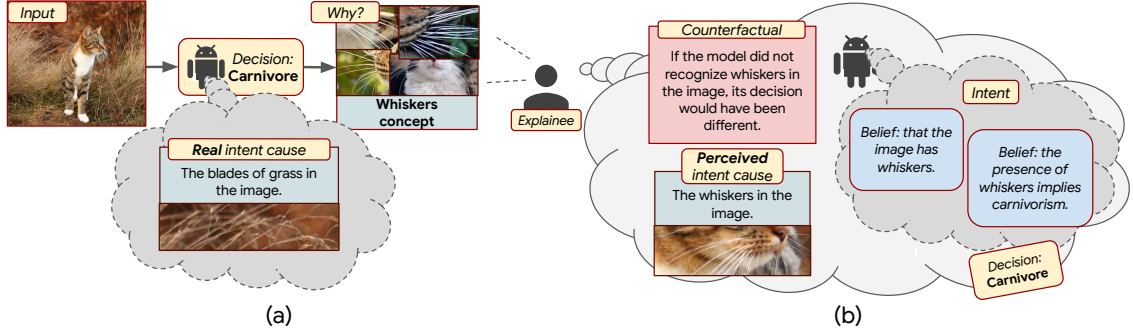 Input
Decision:
Carnivore
Why?
Whiskers
concept
Real intent cause
The blades of grass in
the image.
(a)
Explainee
Counterfactual
If the model did not
recognize whiskers in
the image, its decision
would have been
different.
Perceived
intent cause
The whiskers in the
image.
Intent
Belief: that the
image has
whiskers.
Belief: the
presence of
whiskers implies
carnivorism.
Decision:
Carnivore
(b)